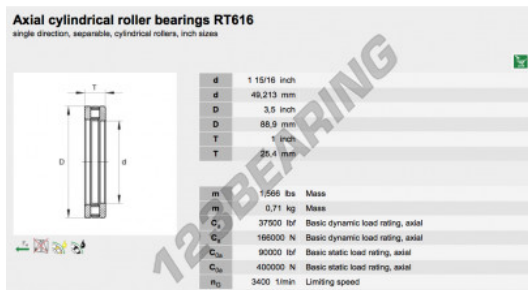 Axial cylindrical roller bearings RT616
single direction, separable, cylindrical rollers, inch sizes
T
D
d
d 1 15/16 inch
d 49,213 mm
D 3,5 inch
D 88,9 mm
T 1 inch
T 25,4 mm
m 1,566 lbs Mass
m 0,71 kg Mass
Ca 37500 lbf Basic dynamic load rating, axial
Ca 166000 N Basic dynamic load rating, axial
C0a 90000 lbf Basic static load rating, axial
C0a 400000 N Basic static load rating, axial
nG 3400 1/min Limiting speed
123BEARING